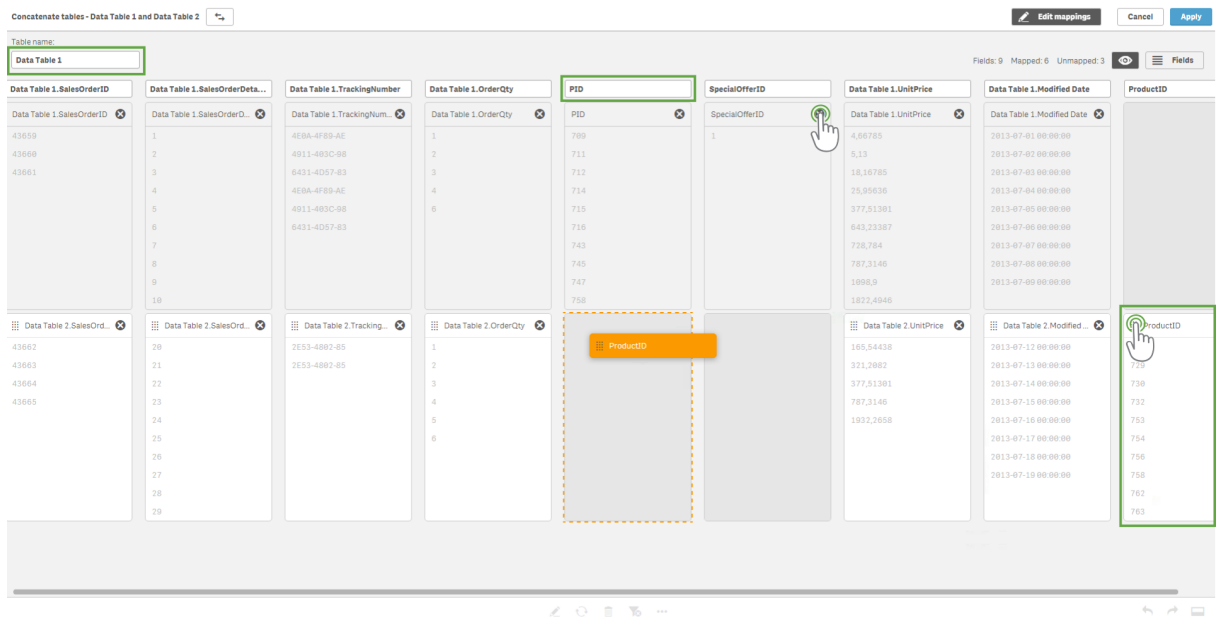 Concatenate tables - Data Table 1 and Data Table 2
Edit mappings
Cancel
Apply
Table name:
Data Table 1
Fields: 9 Mapped: 6 Unmapped: 3
Fields
Data Table 1.SalesOrderID
Data Table 1.SalesOrderDeta...
Data Table 1.TrackingNumber
Data Table 1.OrderQty
PID
SpecialOfferID
Data Table 1.UnitPrice
Data Table 1.Modified Date
ProductID
Data Table 1.SalesOrderID
43659
43660
43661
Data Table 1.SalesOrderD...
1
2
3
4
5
6
7
8
9
10
Data Table 1.TrackingNum...
4E0A-4F89-AE
4911-403C-98
6431-4D57-83
4E0A-4F89-AE
4911-403C-98
6431-4D57-83
Data Table 1.OrderQty
1
2
3
4
6
PID
709
711
712
714
715
716
743
745
747
758
SpecialOfferID
1
Data Table 1.UnitPrice
4,66785
5,13
18,16785
25,95636
377,51301
643,23387
728,784
787,3146
1098,9
1822,4046
Data Table 1.Modified Date
2013-07-01 00:00:00
2013-07-02 00:00:00
2013-07-03 00:00:00
2013-07-04 00:00:00
2013-07-05 00:00:00
2013-07-06 00:00:00
2013-07-07 00:00:00
2013-07-08 00:00:00
2013-07-09 00:00:00
Data Table 2.SalesOrd...
43662
43663
43664
43665
Data Table 2.SalesOrd...
20
21
22
23
24
25
26
27
28
29
Data Table 2.Tracking...
2E53-4802-85
2E53-4802-85
Data Table 2.OrderQty
1
2
3
4
5
6
ProductID
Data Table 2.UnitPrice
165,54438
321,2082
377,51301
787,3146
1932,2658
Data Table 2.Modified ...
2013-07-12 00:00:00
2013-07-13 00:00:00
2013-07-14 00:00:00
2013-07-15 00:00:00
2013-07-16 00:00:00
2013-07-17 00:00:00
2013-07-18 00:00:00
2013-07-19 00:00:00
ProductID
729
730
732
753
754
756
758
762
763